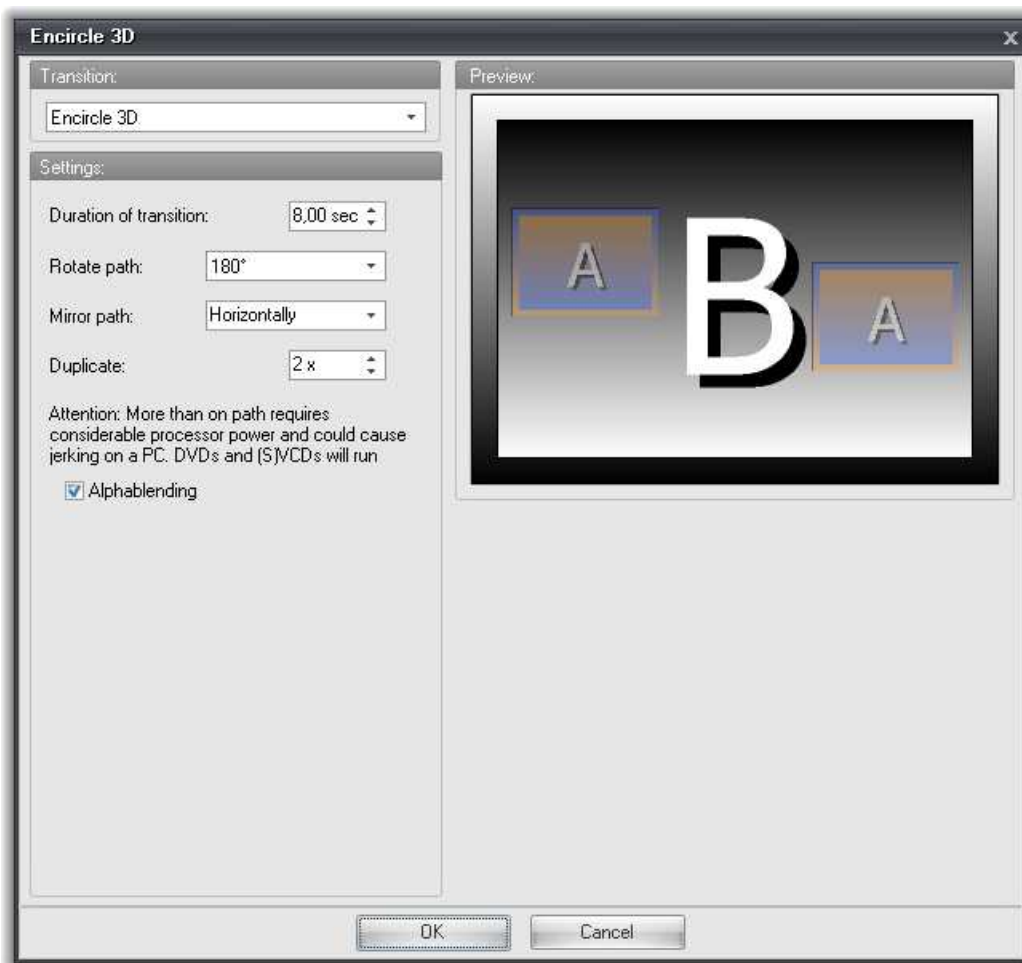 Encircle 3D
x
Transition:
Encircle 3D
Settings:
Duration of transition:
8,00 sec
Rotate path:
180°
Mirror path:
Horizontally
Duplicate:
2 x
Attention: More than on path requires
considerable processor power and could cause
jerking on a PC. DVDs and (S)VCDs will run
Alphablending
Preview:
A
B
A
OK
Cancel